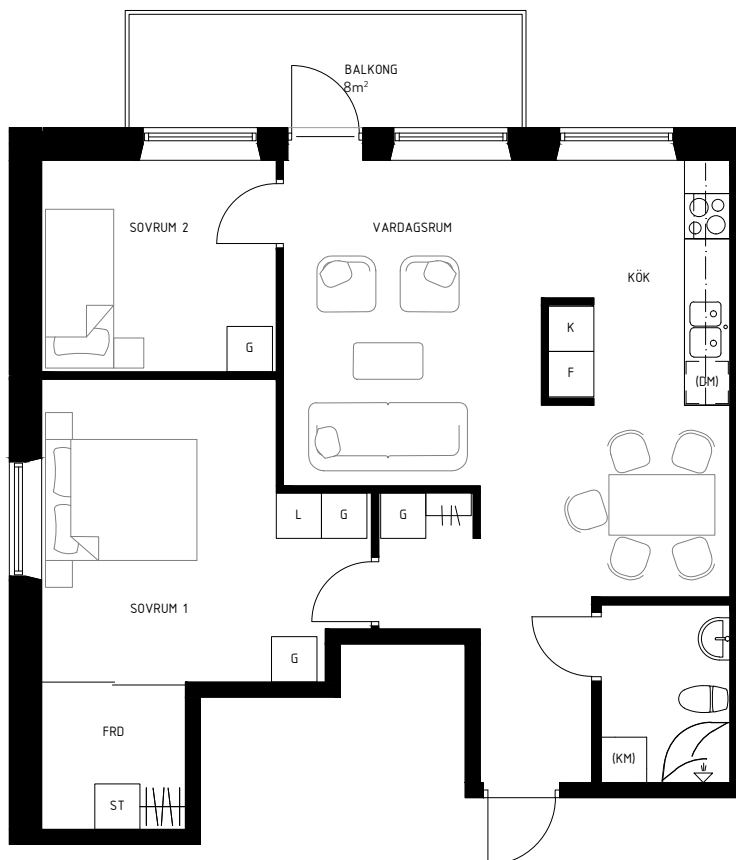 BALKONG
8m²
SOVRUM 2
VARDAGSRUM
KÖK
K
G
F
(DM)
L
G
G
SOVRUM 1
G
FRD
(KM)
ST